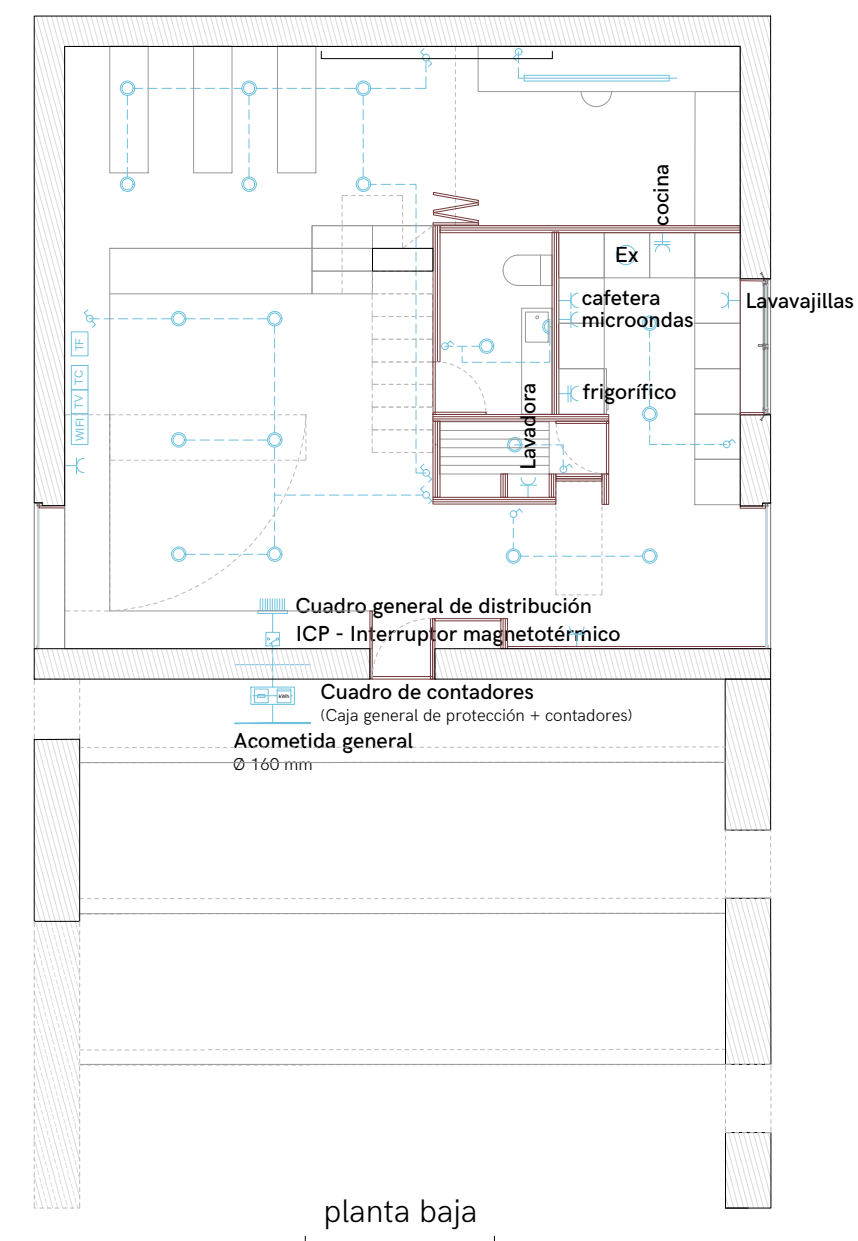 cocina
Ex
cafetera
microondas
Lavavajillas
TF
TC
TV
WIFI
frigorífico
Lavadora
Cuadro general de distribución
ICP - Interruptor magnetotérmico
Cuadro de contadores
(Caja general de protección + contadores)
Acometida general
Ø 160 mm
planta baja